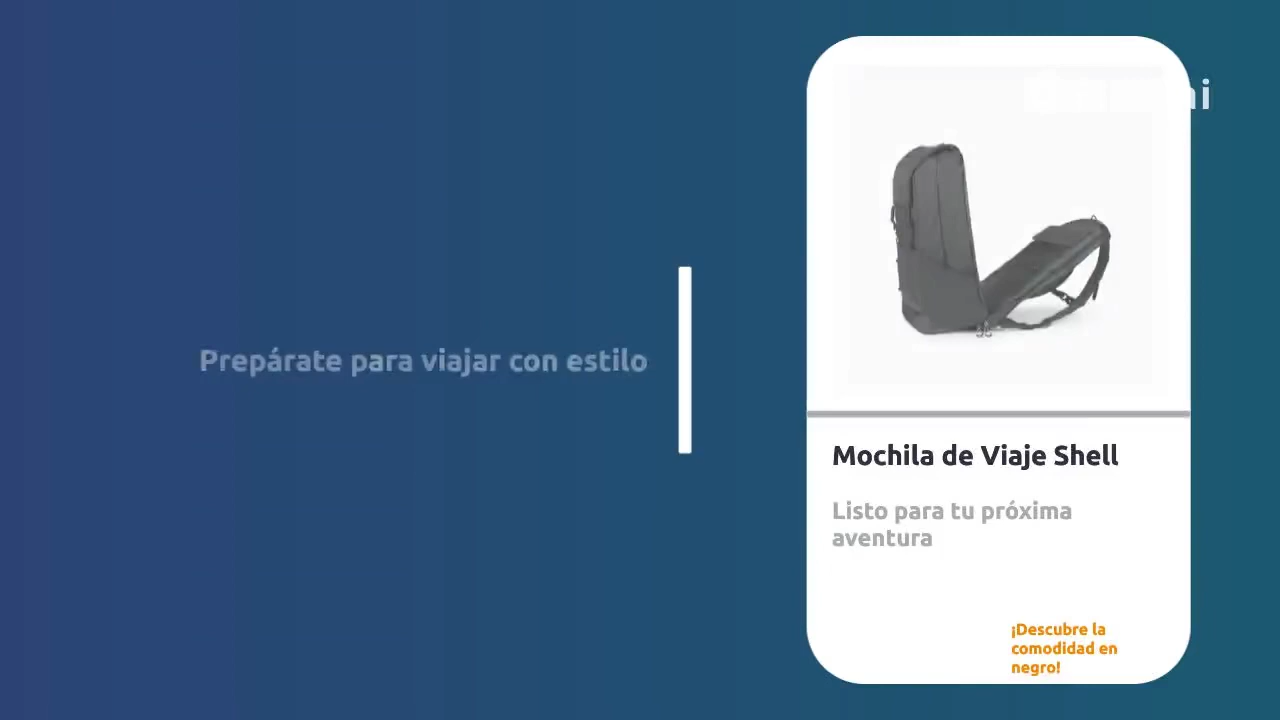 Prepárate para viajar con estilo
Mochila de Viaje Shell
Listo para tu próxima
aventura
¡Descubre la
comodidad en
negro!